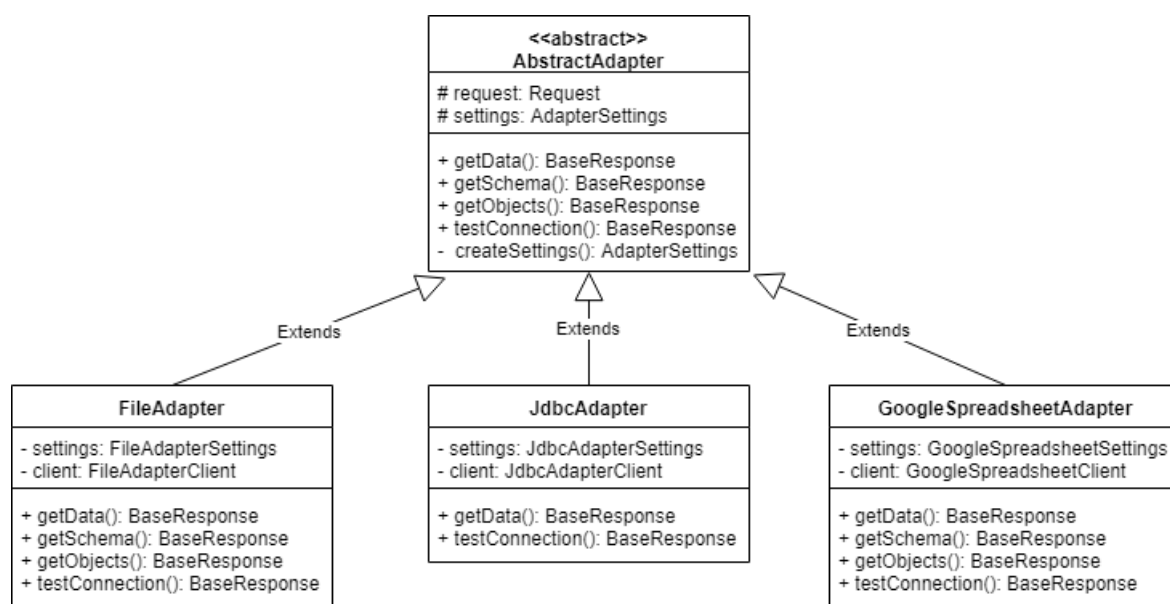 <<abstract>>
AbstractAdapter
# request: Request
# settings: AdapterSettings
+ getData(): BaseResponse
+ getSchema(): BaseResponse
+ getObjects(): BaseResponse
+ testConnection(): BaseResponse
- createSettings(): AdapterSettings
Extends
Extends
Extends
FileAdapter
- settings: FileAdapterSettings
- client: FileAdapterClient
+ getData(): BaseResponse
+ getSchema(): BaseResponse
+ getObjects(): BaseResponse
+ testConnection(): BaseResponse
JdbcAdapter
- settings: JdbcAdapterSettings
- client: JdbcAdapterClient
+ getData(): BaseResponse
+ testConnection(): BaseResponse
GoogleSpreadsheetAdapter
- settings: GoogleSpreadsheetSettings
- client: GoogleSpreadsheetClient
+ getData(): BaseResponse
+ getSchema(): BaseResponse
+ getObjects(): BaseResponse
+ testConnection(): BaseResponse